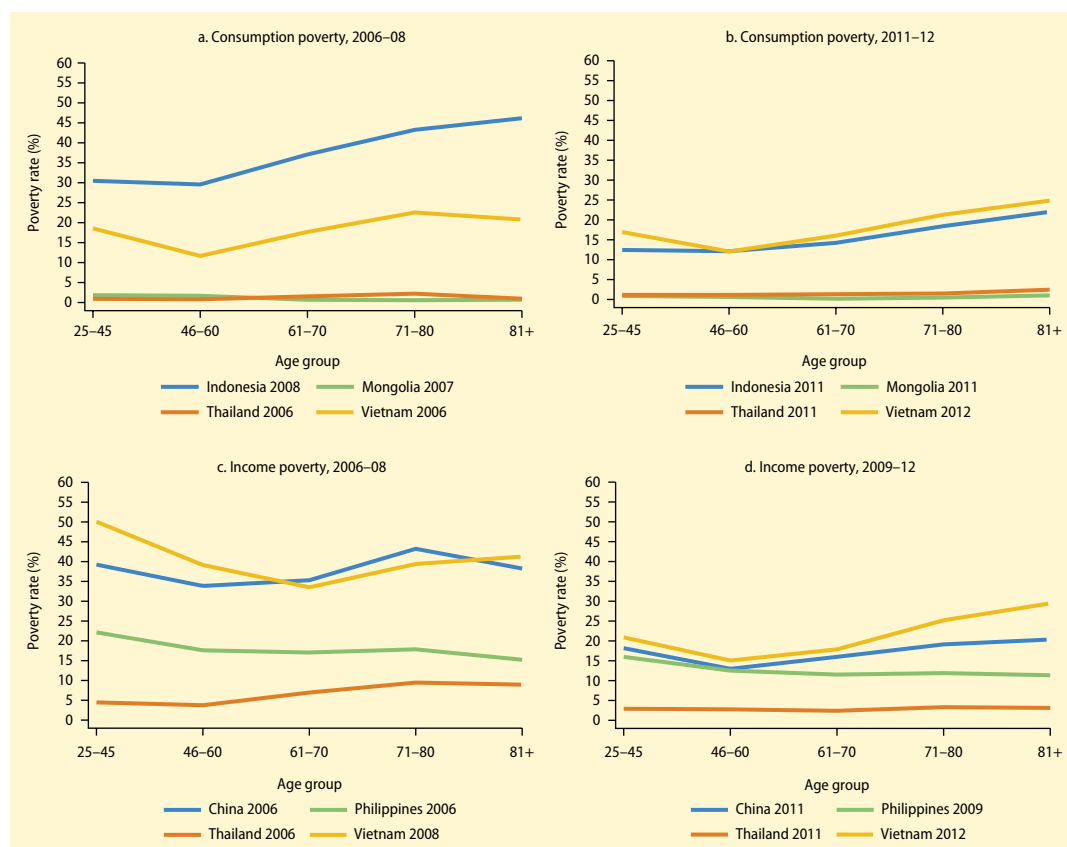 a. Consumption poverty, 2006–08
Poverty rate (%)
60
55
50
45
40
35
30
25
20
15
10
5
0
25–45 46–60 61–70 71–80 81+
Age group
Indonesia 2008 Mongolia 2007
Thailand 2006 Vietnam 2006
b. Consumption poverty, 2011–12
Poverty rate (%)
60
55
50
45
40
35
30
25
20
15
10
5
0
25–45 46–60 61–70 71–80 81+
Age group
Indonesia 2011 Mongolia 2011
Thailand 2011 Vietnam 2012
c. Income poverty, 2006–08
Poverty rate (%)
60
55
50
45
40
35
30
25
20
15
10
5
0
25–45 46–60 61–70 71–80 81+
Age group
China 2006 Philippines 2006
Thailand 2006 Vietnam 2008
d. Income poverty, 2009–12
Poverty rate (%)
60
55
50
45
40
35
30
25
20
15
10
5
0
25–45 46–60 61–70 71–80 81+
Age group
China 2011 Philippines 2009
Thailand 2011 Vietnam 2012